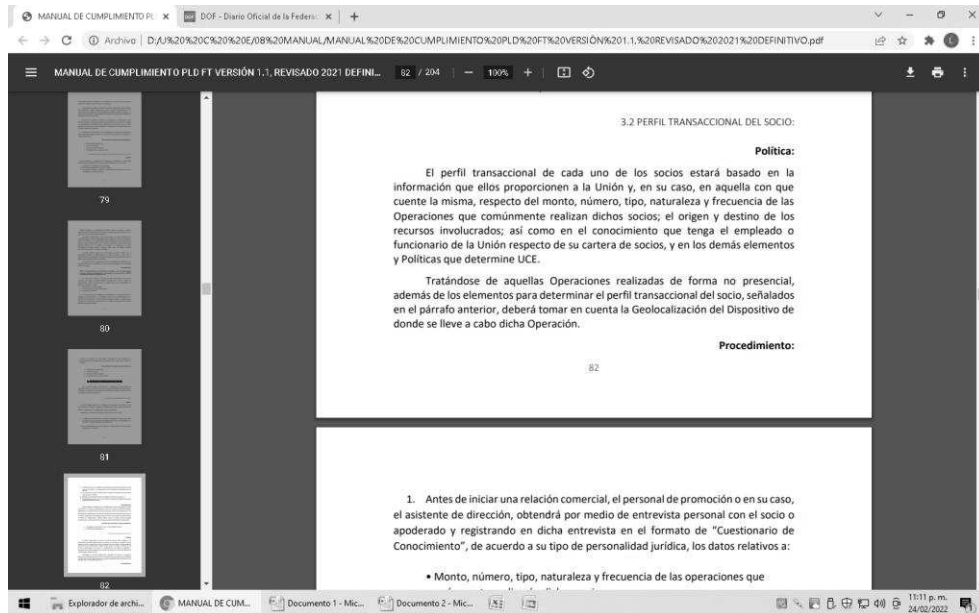 MANUAL DE CUMPLIMIENTO PL
DOF - Diario Oficial de la Federac
Archivo | D:/U%20%20C%20%20E/08%20MANUAL/MANUAL%20DE%20CUMPLIMIENTO%20PLD%20FT%20VERSIÓN%201.1,%20REVISADO%202021%20DEFINITIVO.pdf
MANUAL DE CUMPLIMIENTO PLD FT VERSIÓN 1.1, REVISADO 2021 DEFINI... 82 / 204 | − 100% +
79
80
81
82
3.2 PERFIL TRANSACCIONAL DEL SOCIO:
Política:
El perfil transaccional de cada uno de los socios estará basado en la
información que ellos proporcionen a la Unión y, en su caso, en aquella con que
cuente la misma, respecto del monto, número, tipo, naturaleza y frecuencia de las
Operaciones que comúnmente realizan dichos socios; el origen y destino de los
recursos involucrados; así como en el conocimiento que tenga el empleado o
funcionario de la Unión respecto de su cartera de socios, y en los demás elementos
y Políticas que determine UCE.
Tratándose de aquellas Operaciones realizadas de forma no presencial,
además de los elementos para determinar el perfil transaccional del socio, señalados
en el párrafo anterior, deberá tomar en cuenta la Geolocalización del Dispositivo de
donde se lleve a cabo dicha Operación.
Procedimiento:
82
1. Antes de iniciar una relación comercial, el personal de promoción o en su caso,
el asistente de dirección, obtendrá por medio de entrevista personal con el socio o
apoderado y registrando en dicha entrevista en el formato de “Cuestionario de
Conocimiento”, de acuerdo a su tipo de personalidad jurídica, los datos relativos a:
• Monto, número, tipo, naturaleza y frecuencia de las operaciones que
Explorador de archi... MANUAL DE CUM... Documento 1 - Mic... Documento 2 - Mic...
11:11 p. m.
24/02/2022